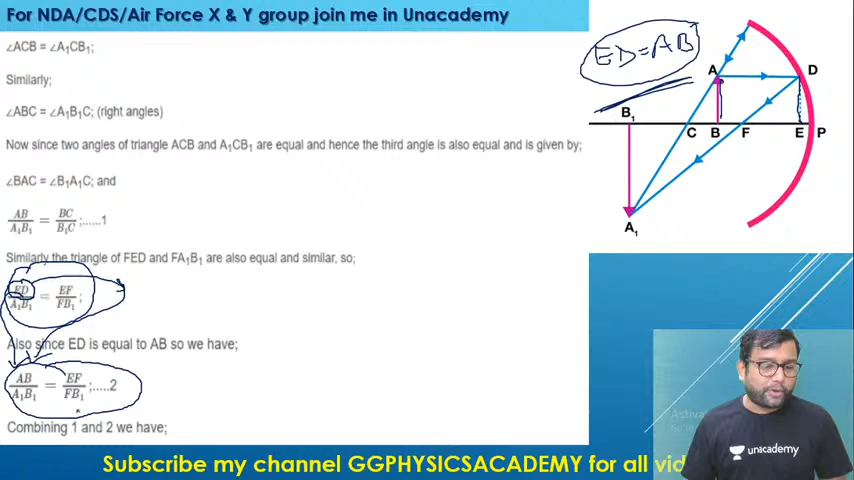 For NDA/CDS/Air Force X & Y group join me in Unacademy
∠ACB = ∠A₁CB₁;
Similarly;
∠ABC = ∠A₁B₁C; (right angles)
Now since two angles of triangle ACB and A₁CB₁ are equal and hence the third angle is also equal and is given by;
∠BAC = ∠B₁A₁C; and
AB/A₁B₁ = BC/B₁C;.....1
Similarly the triangle of FED and FA₁B₁ are also equal and similar, so;
ED/A₁B₁ = EF/FB₁;
Also since ED is equal to AB so we have;
AB/A₁B₁ = EF/FB₁;.....2
Combining 1 and 2 we have;
ED=AB
A D
B₁
C B F E P
A₁
unacademy
Subscribe my channel GGPHYSICSACADEMY for all vid